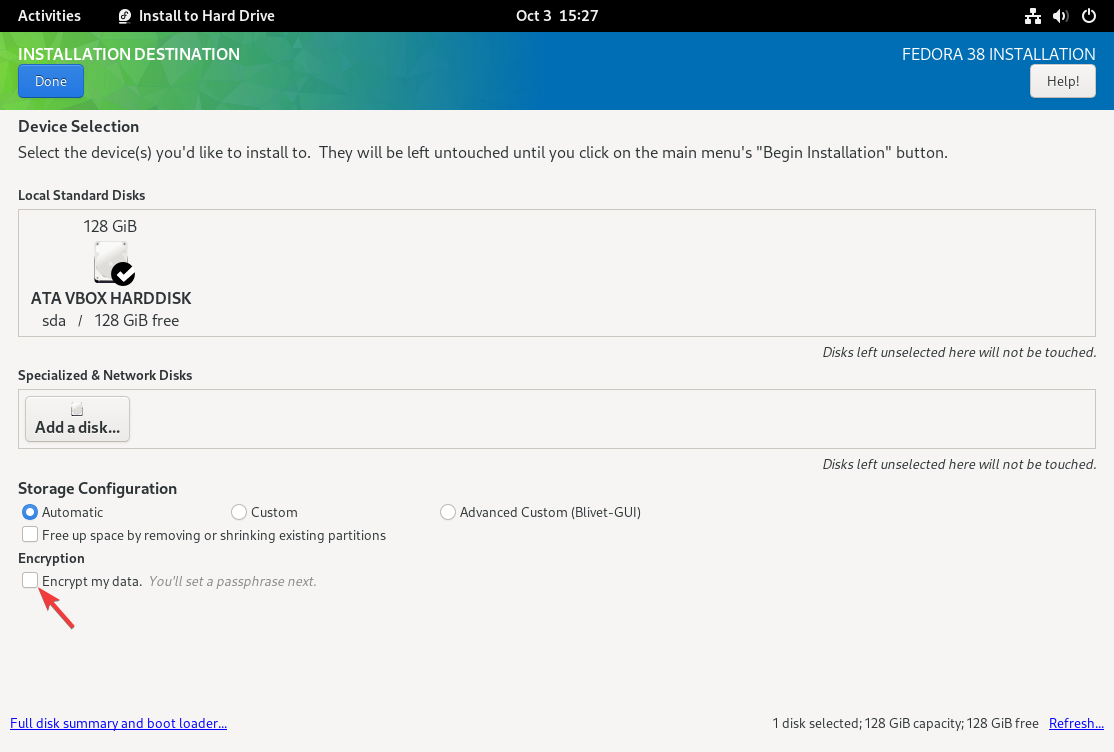 Activities Install to Hard Drive Oct 3 15:27
INSTALLATION DESTINATION FEDORA 38 INSTALLATION
Done Help!
Device Selection
Select the device(s) you'd like to install to. They will be left untouched until you click on the main menu's "Begin Installation" button.
Local Standard Disks
128 GiB
ATA VBOX HARDDISK
sda / 128 GiB free
Disks left unselected here will not be touched.
Specialized & Network Disks
Add a disk...
Disks left unselected here will not be touched.
Storage Configuration
Automatic Custom Advanced Custom (Blivet-GUI)
Free up space by removing or shrinking existing partitions
Encryption
Encrypt my data. You'll set a passphrase next.
Full disk summary and boot loader... 1 disk selected; 128 GiB capacity; 128 GiB free Refresh...